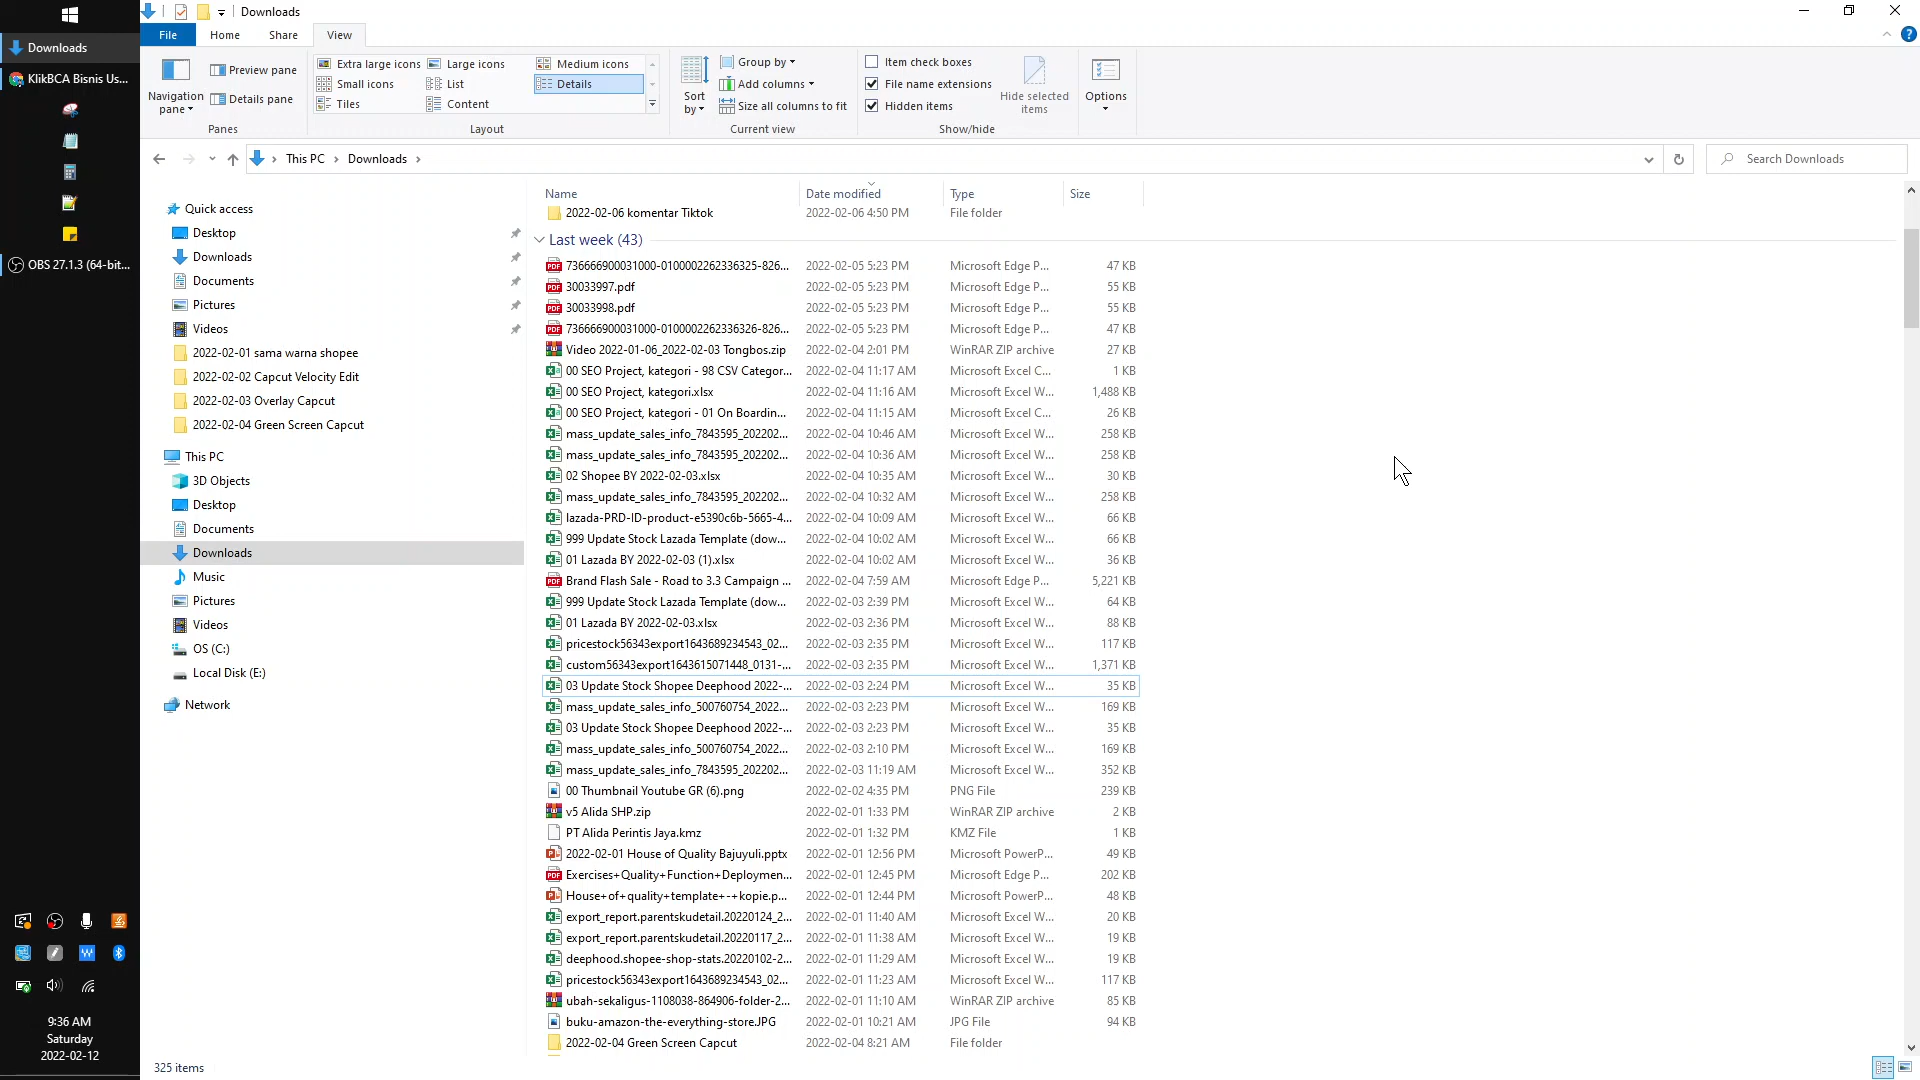 Downloads
File
Home
Share
View
Downloads
KlikBCA Bisnis Us...
OBS 27.1.3 (64-bit...
Navigation pane
Preview pane
Details pane
Panes
Extra large icons
Large icons
Medium icons
Small icons
List
Details
Tiles
Content
Layout
Sort by
Group by
Add columns
Size all columns to fit
Current view
Item check boxes
File name extensions
Hidden items
Hide selected items
Show/hide
Options
This PC › Downloads ›
Search Downloads
Quick access
Desktop
Downloads
Documents
Pictures
Videos
2022-02-01 sama warna shopee
2022-02-02 Capcut Velocity Edit
2022-02-03 Overlay Capcut
2022-02-04 Green Screen Capcut
This PC
3D Objects
Desktop
Documents
Downloads
Music
Pictures
Videos
OS (C:)
Local Disk (E:)
Network
Name Date modified Type Size
2022-02-06 komentar Tiktok 2022-02-06 4:50 PM File folder
Last week (43)
736666900031000-0100002262336325-826... 2022-02-05 5:23 PM Microsoft Edge P... 47 KB
30033997.pdf 2022-02-05 5:23 PM Microsoft Edge P... 55 KB
30033998.pdf 2022-02-05 5:23 PM Microsoft Edge P... 55 KB
736666900031000-0100002262336326-826... 2022-02-05 5:23 PM Microsoft Edge P... 47 KB
Video 2022-01-06_2022-02-03 Tongbos.zip 2022-02-04 2:01 PM WinRAR ZIP archive 27 KB
00 SEO Project, kategori - 98 CSV Categor... 2022-02-04 11:17 AM Microsoft Excel C... 1 KB
00 SEO Project, kategori.xlsx 2022-02-04 11:16 AM Microsoft Excel W... 1,488 KB
00 SEO Project, kategori - 01 On Boardin... 2022-02-04 11:15 AM Microsoft Excel C... 26 KB
mass_update_sales_info_7843595_202202... 2022-02-04 10:46 AM Microsoft Excel W... 258 KB
mass_update_sales_info_7843595_202202... 2022-02-04 10:36 AM Microsoft Excel W... 258 KB
02 Shopee BY 2022-02-03.xlsx 2022-02-04 10:35 AM Microsoft Excel W... 30 KB
mass_update_sales_info_7843595_202202... 2022-02-04 10:32 AM Microsoft Excel W... 258 KB
lazada-PRD-ID-product-e5390c6b-5665-4... 2022-02-04 10:09 AM Microsoft Excel W... 66 KB
999 Update Stock Lazada Template (dow... 2022-02-04 10:02 AM Microsoft Excel W... 66 KB
01 Lazada BY 2022-02-03 (1).xlsx 2022-02-04 10:02 AM Microsoft Excel W... 36 KB
Brand Flash Sale - Road to 3.3 Campaign ... 2022-02-04 7:59 AM Microsoft Edge P... 5,221 KB
999 Update Stock Lazada Template (dow... 2022-02-03 2:39 PM Microsoft Excel W... 64 KB
01 Lazada BY 2022-02-03.xlsx 2022-02-03 2:36 PM Microsoft Excel W... 88 KB
pricestock56343export1643689234543_02... 2022-02-03 2:35 PM Microsoft Excel W... 117 KB
custom56343export1643615071448_0131-... 2022-02-03 2:35 PM Microsoft Excel W... 1,371 KB
03 Update Stock Shopee Deephood 2022-... 2022-02-03 2:24 PM Microsoft Excel W... 35 KB
mass_update_sales_info_500760754_2022... 2022-02-03 2:23 PM Microsoft Excel W... 169 KB
03 Update Stock Shopee Deephood 2022-... 2022-02-03 2:23 PM Microsoft Excel W... 35 KB
mass_update_sales_info_500760754_2022... 2022-02-03 2:10 PM Microsoft Excel W... 169 KB
mass_update_sales_info_7843595_202202... 2022-02-03 11:19 AM Microsoft Excel W... 352 KB
00 Thumbnail Youtube GR (6).png 2022-02-02 4:35 PM PNG File 239 KB
v5 Alida SHP.zip 2022-02-01 1:33 PM WinRAR ZIP archive 2 KB
PT Alida Perintis Jaya.kmz 2022-02-01 1:32 PM KMZ File 1 KB
2022-02-01 House of Quality Bajuyuli.pptx 2022-02-01 12:56 PM Microsoft PowerP... 49 KB
Exercises+Quality+Function+Deploymen... 2022-02-01 12:45 PM Microsoft Edge P... 202 KB
House+of+quality+template+-+kopie.p... 2022-02-01 12:44 PM Microsoft PowerP... 48 KB
export_report.parentskudetail.20220124_2... 2022-02-01 11:40 AM Microsoft Excel W... 20 KB
export_report.parentskudetail.20220117_2... 2022-02-01 11:38 AM Microsoft Excel W... 19 KB
deephood.shopee-shop-stats.20220102-2... 2022-02-01 11:29 AM Microsoft Excel W... 19 KB
pricestock56343export1643689234543_02... 2022-02-01 11:23 AM Microsoft Excel W... 117 KB
ubah-sekaligus-1108038-864906-folder-2... 2022-02-01 11:10 AM WinRAR ZIP archive 85 KB
buku-amazon-the-everything-store.JPG 2022-02-01 10:21 AM JPG File 94 KB
2022-02-04 Green Screen Capcut 2022-02-04 8:21 AM File folder
9:36 AM
Saturday
2022-02-12
325 items